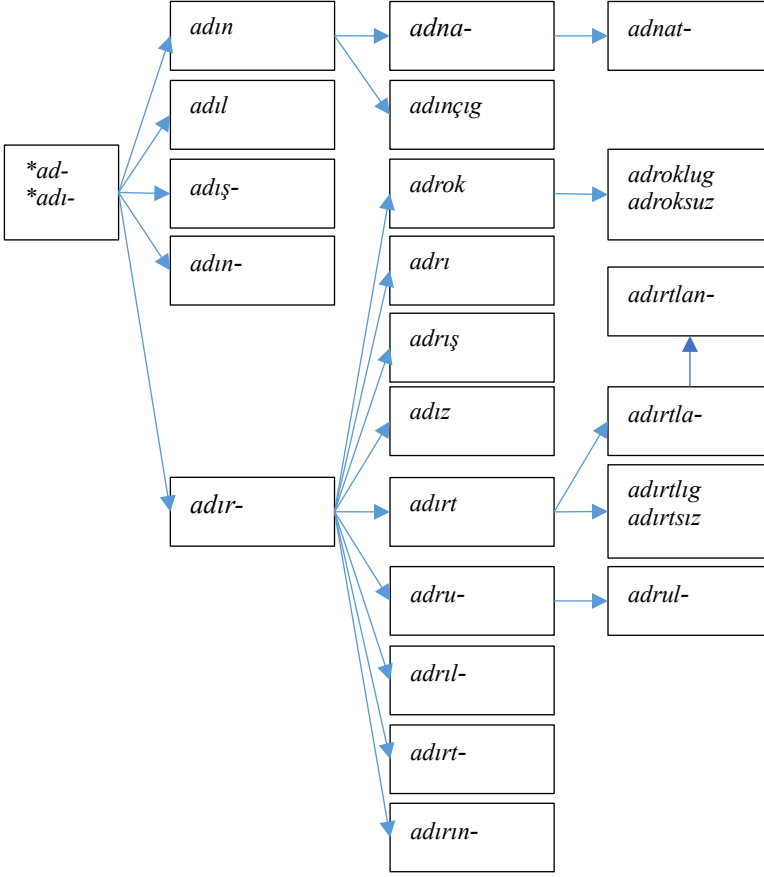 *ad-
*adı-
adın
adıl
adış-
adın-
adır-
adna-
adınçıg
adrok
adrı
adrış
adız
adırt
adru-
adrıl-
adırt-
adırın-
adnat-
adroklug
adroksuz
adırtlan-
adırtla-
adırtlıg
adırtsız
adrul-